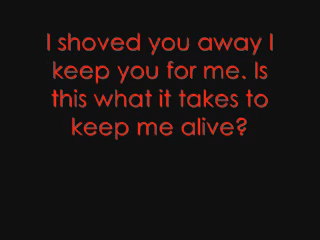 I shoved you away I
keep you for me. Is
this what it takes to
keep me alive?